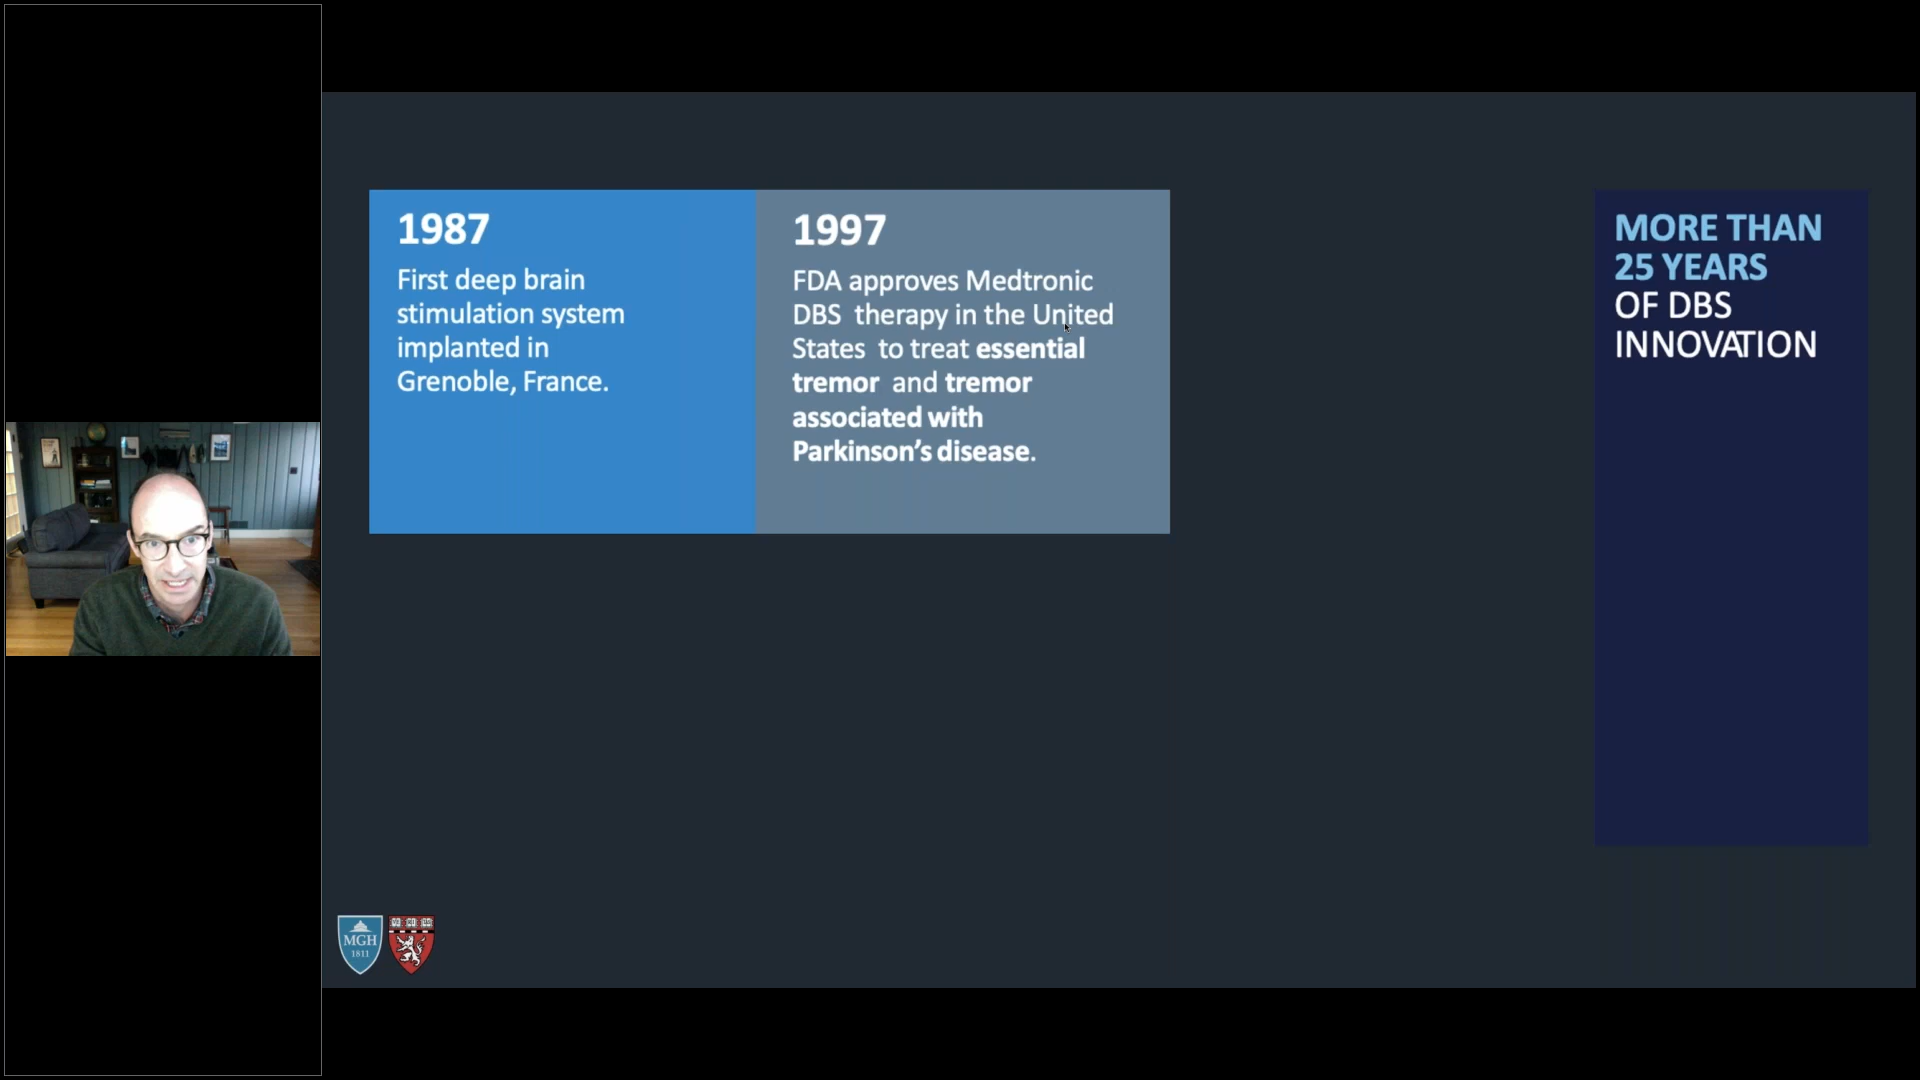 1987
First deep brain
stimulation system
implanted in
Grenoble, France.
1997
FDA approves Medtronic
DBS therapy in the United
States to treat essential
tremor and tremor
associated with
Parkinson’s disease.
MORE THAN
25 YEARS
OF DBS
INNOVATION
MGH
1811